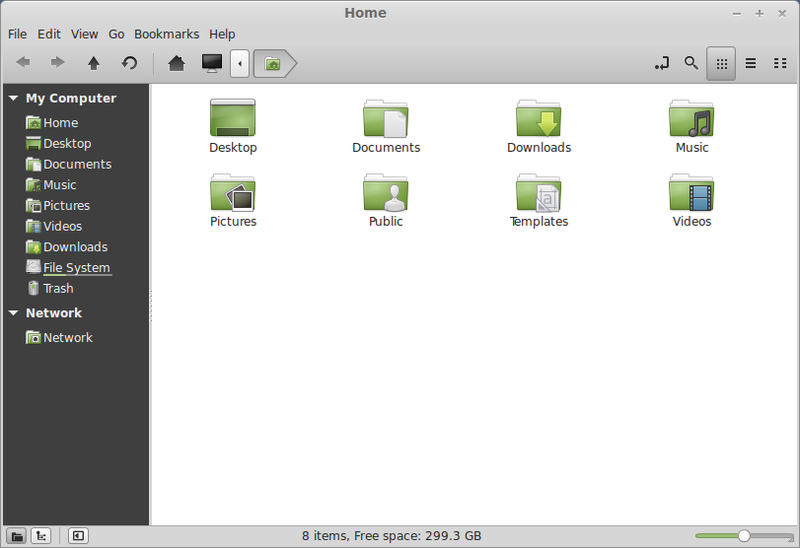 Home
File Edit View Go Bookmarks Help
My Computer
Home
Desktop
Documents
Music
Pictures
Videos
Downloads
File System
Trash
Network
Network
Desktop Documents Downloads Music
Pictures Public Templates Videos
8 items, Free space: 299.3 GB